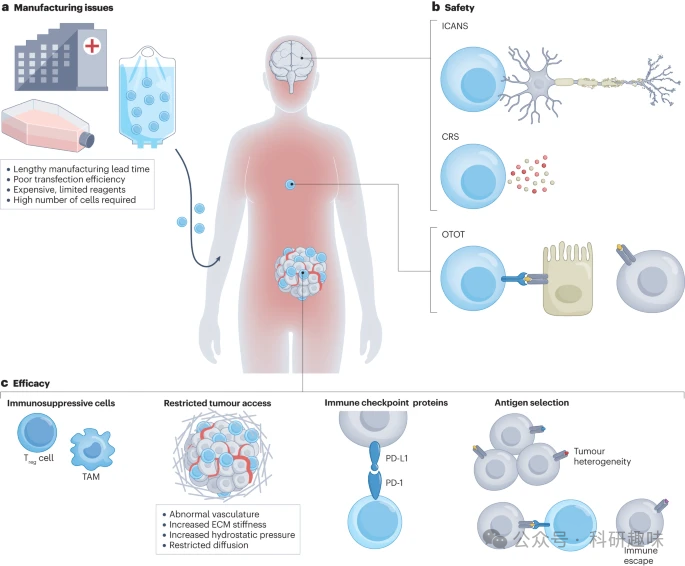 a Manufacturing issues
• Lengthy manufacturing lead time
• Poor transfection efficiency
• Expensive, limited reagents
• High number of cells required
b Safety
ICANS
CRS
OTOT
c Efficacy
Immunosuppressive cells
Treg cell
TAM
Restricted tumour access
• Abnormal vasculature
• Increased ECM stiffness
• Increased hydrostatic pressure
• Restricted diffusion
Immune checkpoint proteins
PD-L1
PD-1
Antigen selection
Tumour
heterogeneity
Immune
escape
公众号 · 科研趣味